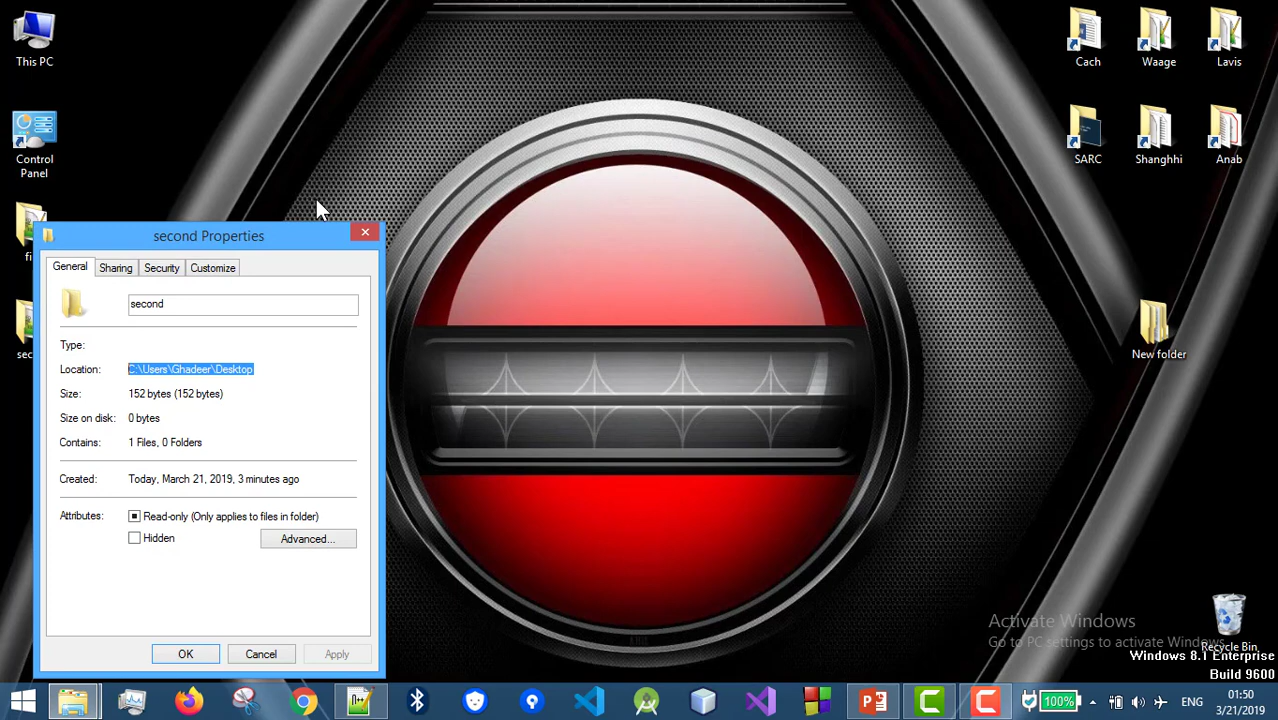 This PC
Control
Panel
fi
sec
Cach
Waage
Lavis
SARC
Shanghhi
Anab
New folder
second Properties
General
Sharing
Security
Customize
second
Type:
Location:
C:\Users\Ghadeer\Desktop
Size:
152 bytes (152 bytes)
Size on disk:
0 bytes
Contains:
1 Files, 0 Folders
Created:
Today, March 21, 2019, 3 minutes ago
Attributes:
Read-only (Only applies to files in folder)
Hidden
Advanced...
OK
Cancel
Apply
Activate Windows
Go to PC settings to activate Windows.
Recycle Bin
Windows 8.1 Enterprise
Build 9600
100%
ENG
01:50
3/21/2019